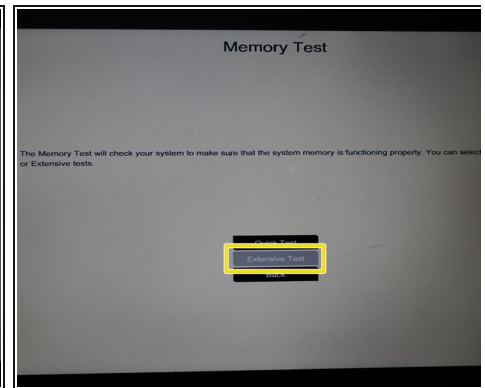 Memory Test
The Memory Test will check your system to make sure that the system memory is functioning properly. You can select
or Extensive tests.
Quick Test
Extensive Test
Back